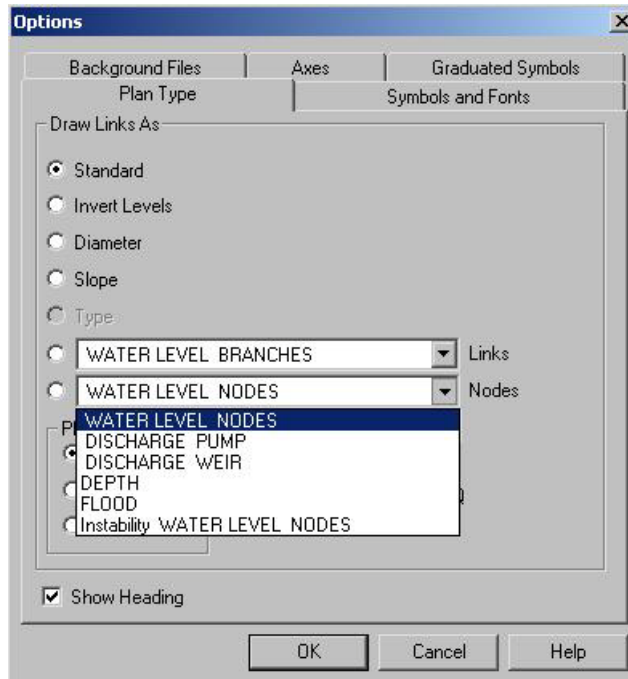 Options
Background Files Axes Graduated Symbols
Plan Type Symbols and Fonts
Draw Links As
Standard
Invert Levels
Diameter
Slope
Type
WATER LEVEL BRANCHES Links
WATER LEVEL NODES Nodes
WATER LEVEL NODES
DISCHARGE PUMP
DISCHARGE WEIR
DEPTH
FLOOD
Instability WATER LEVEL NODES
Show Heading
OK Cancel Help